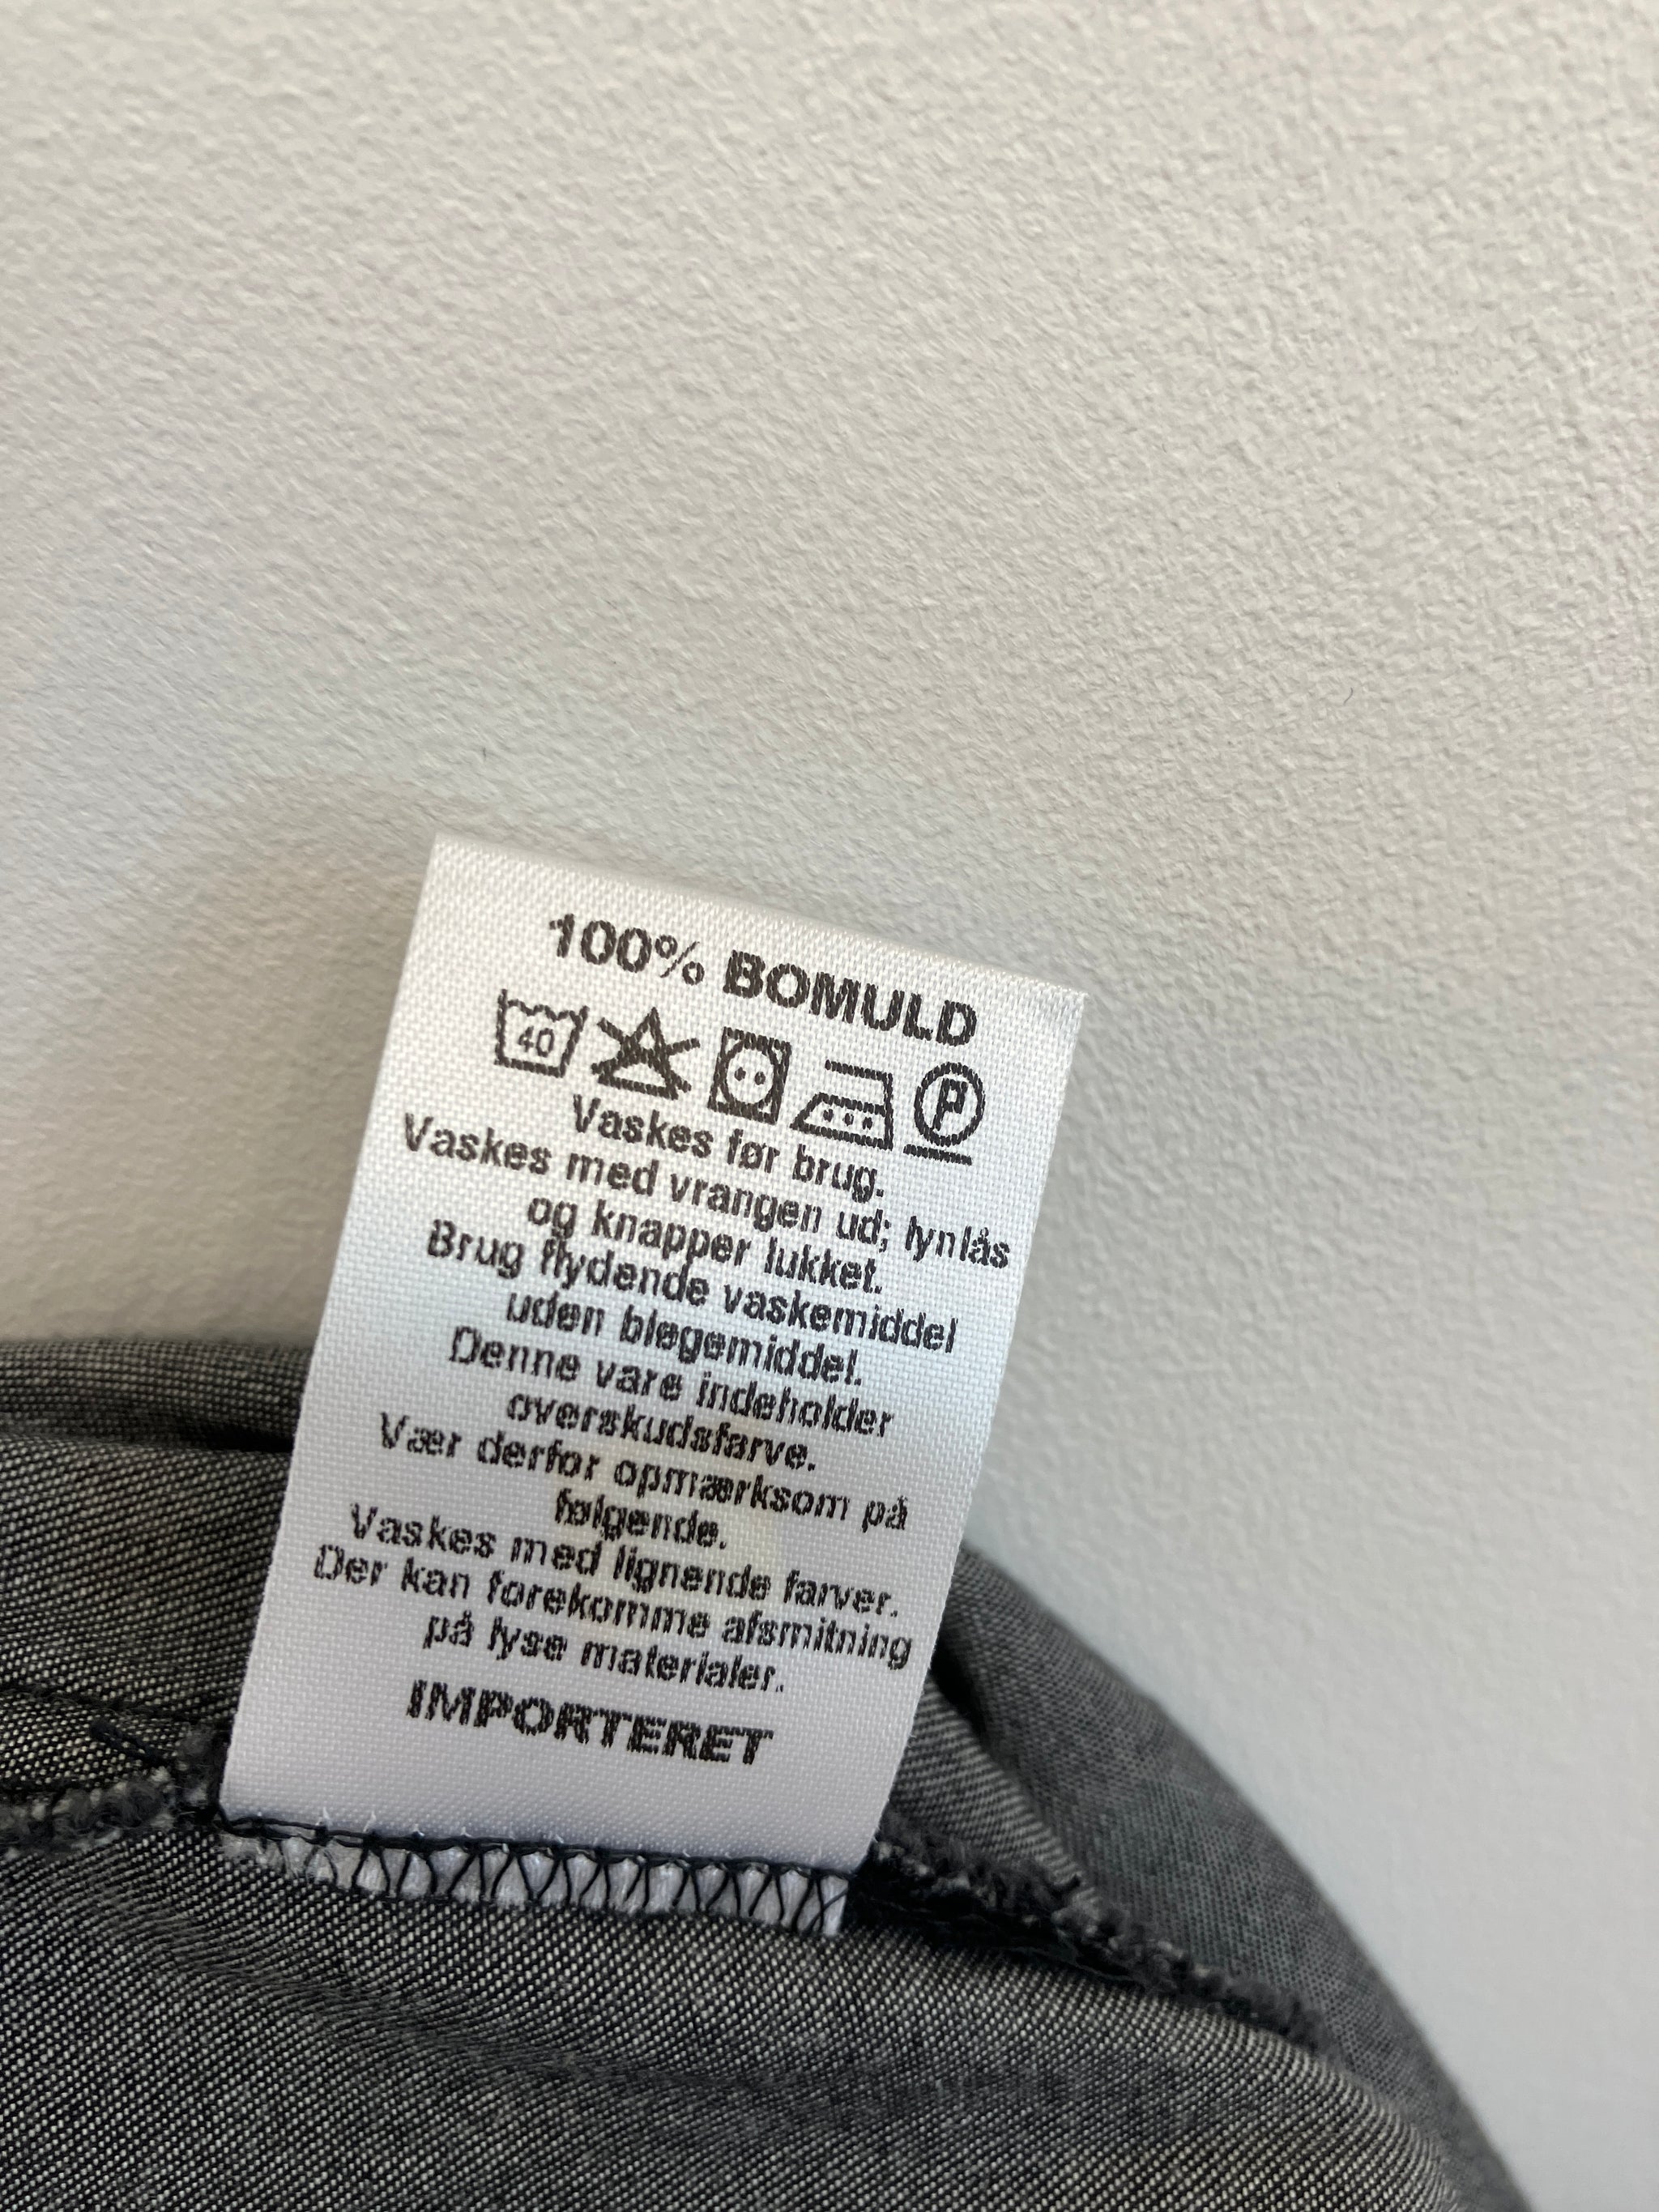 100% BOMULD
40 P
Vaskes før brug.
Vaskes med vrangen ud; lynlås
og knapper lukket.
Brug flydende vaskemiddel
uden blegemiddel.
Denne vare indeholder
overskudsfarve.
Vær derfor opmærksom på
følgende.
Vaskes med lignende farver.
Der kan forekomme afsmitning
på lyse materialer.
IMPORTERET